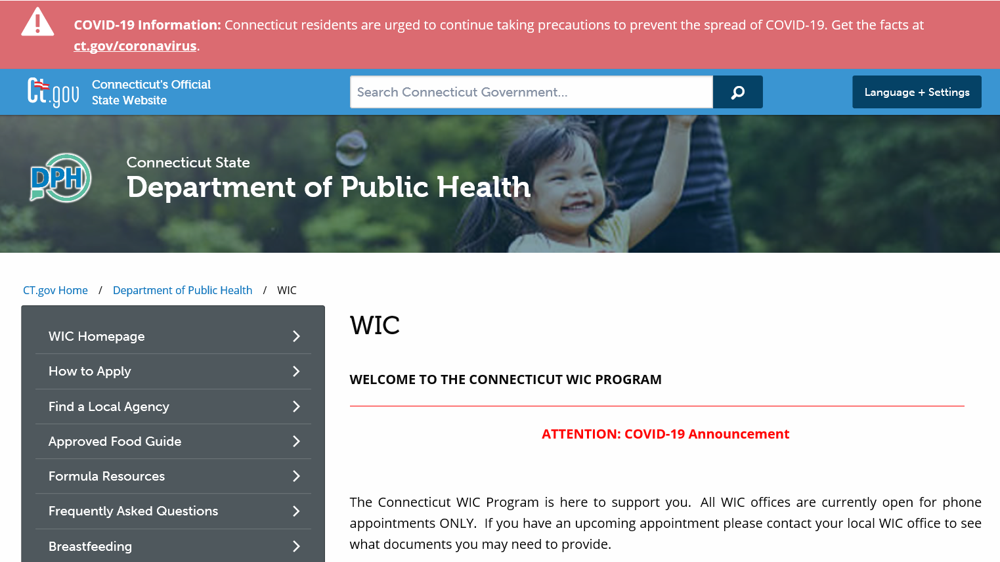 COVID-19 Information: Connecticut residents are urged to continue taking precautions to prevent the spread of COVID-19. Get the facts at
ct.gov/coronavirus.
Ct.gov
Connecticut's Official
State Website
Search Connecticut Government...
Language + Settings
DPH
Connecticut State
Department of Public Health
CT.gov Home / Department of Public Health / WIC
WIC Homepage
How to Apply
Find a Local Agency
Approved Food Guide
Formula Resources
Frequently Asked Questions
Breastfeeding
WIC
WELCOME TO THE CONNECTICUT WIC PROGRAM
ATTENTION: COVID-19 Announcement
The Connecticut WIC Program is here to support you. All WIC offices are currently open for phone
appointments ONLY. If you have an upcoming appointment please contact your local WIC office to see
what documents you may need to provide.